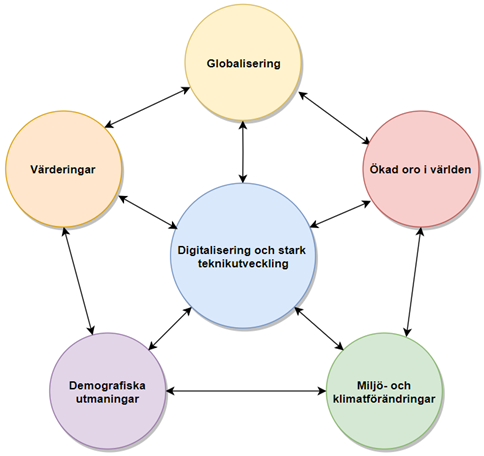 Globalisering
Värderingar
Ökad oro i världen
Digitalisering och stark
teknikutveckling
Demografiska
utmaningar
Miljö- och
klimatförändringar